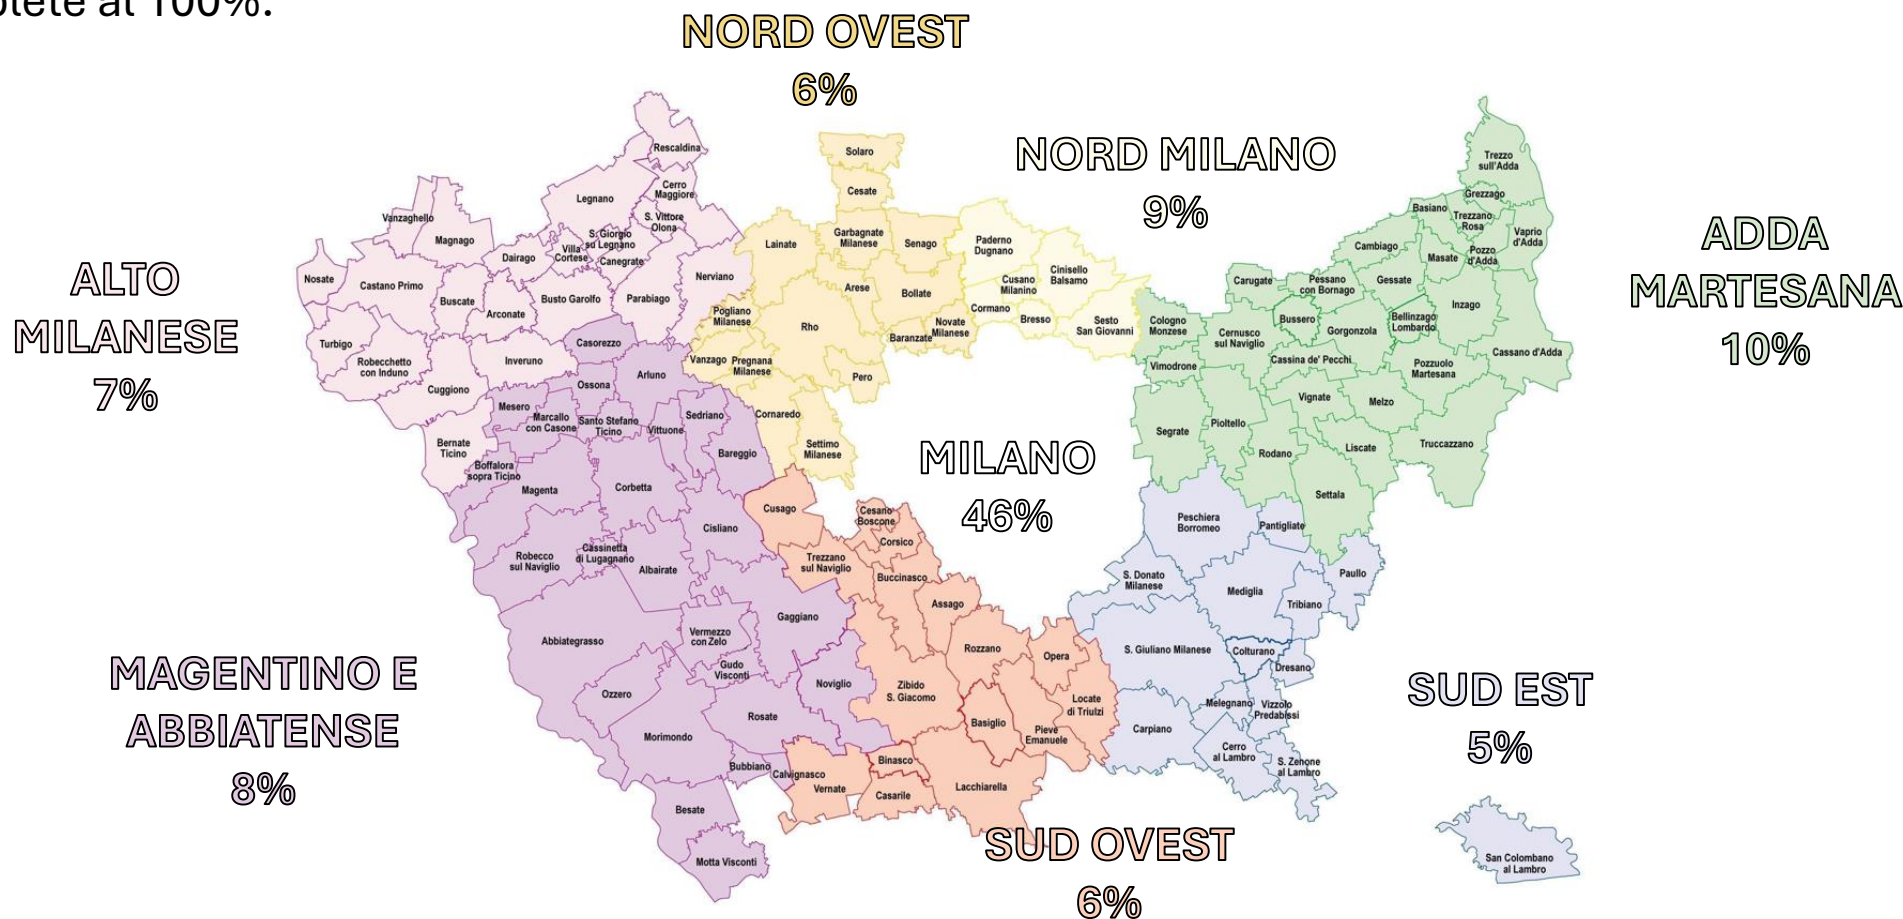 plete at 100%.
NORD OVEST
6%
NORD MILANO
9%
ADDA
MARTESANA
10%
ALTO
MILANESE
7%
MILANO
46%
MAGENTINO E
ABBIATENSE
8%
SUD EST
5%
SUD OVEST
6%
Rescaldina
Legnano
Cerro
Maggiore
S. Vittore
Olona
Vanzaghello
Magnago
S. Giorgio
su Legnano
Villa
Cortese
Dairago
Canegrate
Nosate
Castano Primo
Buscate
Arconate
Busto Garolfo
Parabiago
Nerviano
Turbigo
Robecchetto
con Induno
Inveruno
Cuggiono
Bernate
Ticino
Solaro
Cesate
Lainate
Garbagnate
Milanese
Senago
Arese
Bollate
Pogliano
Milanese
Rho
Baranzate
Novate
Milanese
Vanzago
Pregnana
Milanese
Pero
Cornaredo
Settimo
Milanese
Paderno
Dugnano
Cusano
Milanino
Cinisello
Balsamo
Cormano
Bresso
Sesto
San Giovanni
Trezzo
sull'Adda
Grezzago
Basiano
Trezzano
Rosa
Vaprio
d'Adda
Cambiago
Masate
Pozzo
d'Adda
Carugate
Pessano
con Bornago
Gessate
Inzago
Cologno
Monzese
Cernusco
sul Naviglio
Bussero
Gorgonzola
Bellinzago
Lombardo
Vimodrone
Cassina de' Pecchi
Pozzuolo
Martesana
Cassano d'Adda
Vignate
Melzo
Segrate
Pioltello
Rodano
Liscate
Truccazzano
Settala
Casorezzo
Ossona
Arluno
Mesero
Marcallo
con Casone
Santo Stefano
Ticino
Vittuone
Sedriano
Bareggio
Boffalora
sopra Ticino
Magenta
Corbetta
Cisliano
Robecco
sul Naviglio
Cassinetta
di Lugagnano
Albairate
Abbiategrasso
Vermezzo
con Zelo
Gaggiano
Gudo
Visconti
Ozzero
Noviglio
Rosate
Morimondo
Bubbiano
Calvignasco
Besate
Motta Visconti
Cusago
Cesano
Boscone
Corsico
Trezzano
sul Naviglio
Buccinasco
Assago
Rozzano
Opera
Zibido
S. Giacomo
Basiglio
Locate
di Triulzi
Pieve
Emanuele
Binasco
Vernate
Casarile
Lacchiarella
Peschiera
Borromeo
Pantigliate
S. Donato
Milanese
Mediglia
Paullo
Tribiano
S. Giuliano Milanese
Colturano
Dresano
Melegnano
Vizzolo
Predabissi
Carpiano
Cerro
al Lambro
S. Zenone
al Lambro
San Colombano
al Lambro